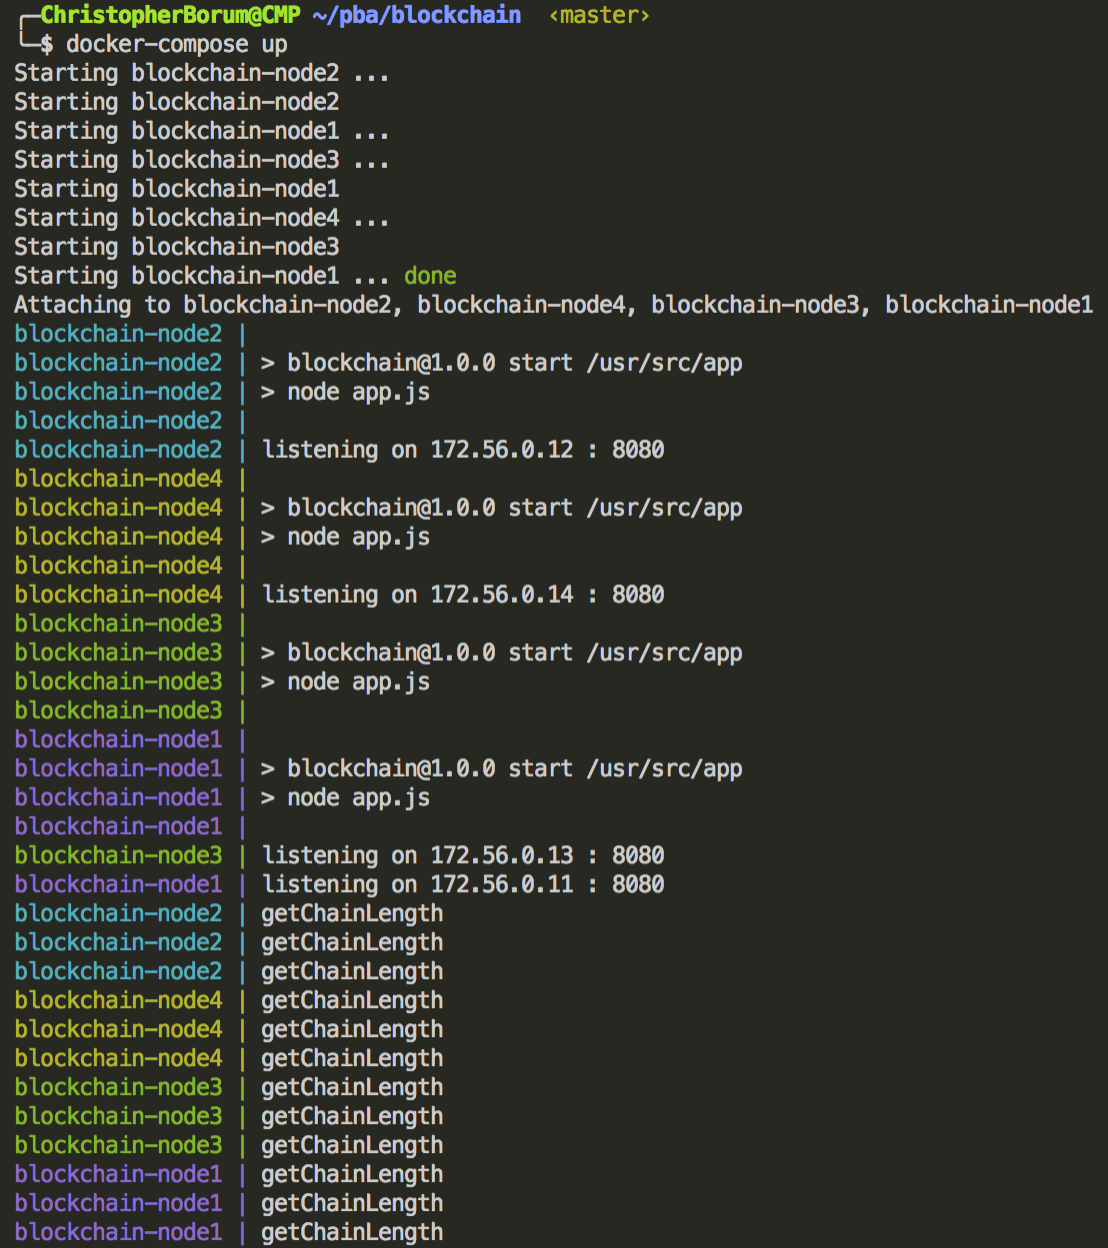 ╭─ChristopherBorum@CMP ~/pba/blockchain  ‹master›
╰─$ docker-compose up
Starting blockchain-node2 ...
Starting blockchain-node2
Starting blockchain-node1 ...
Starting blockchain-node3 ...
Starting blockchain-node1
Starting blockchain-node4 ...
Starting blockchain-node3
Starting blockchain-node1 ... done
Attaching to blockchain-node2, blockchain-node4, blockchain-node3, blockchain-node1
blockchain-node2 |
blockchain-node2 | > blockchain@1.0.0 start /usr/src/app
blockchain-node2 | > node app.js
blockchain-node2 |
blockchain-node2 | listening on 172.56.0.12 : 8080
blockchain-node4 |
blockchain-node4 | > blockchain@1.0.0 start /usr/src/app
blockchain-node4 | > node app.js
blockchain-node4 |
blockchain-node4 | listening on 172.56.0.14 : 8080
blockchain-node3 |
blockchain-node3 | > blockchain@1.0.0 start /usr/src/app
blockchain-node3 | > node app.js
blockchain-node3 |
blockchain-node1 |
blockchain-node1 | > blockchain@1.0.0 start /usr/src/app
blockchain-node1 | > node app.js
blockchain-node1 |
blockchain-node3 | listening on 172.56.0.13 : 8080
blockchain-node1 | listening on 172.56.0.11 : 8080
blockchain-node2 | getChainLength
blockchain-node2 | getChainLength
blockchain-node2 | getChainLength
blockchain-node4 | getChainLength
blockchain-node4 | getChainLength
blockchain-node4 | getChainLength
blockchain-node3 | getChainLength
blockchain-node3 | getChainLength
blockchain-node3 | getChainLength
blockchain-node1 | getChainLength
blockchain-node1 | getChainLength
blockchain-node1 | getChainLength